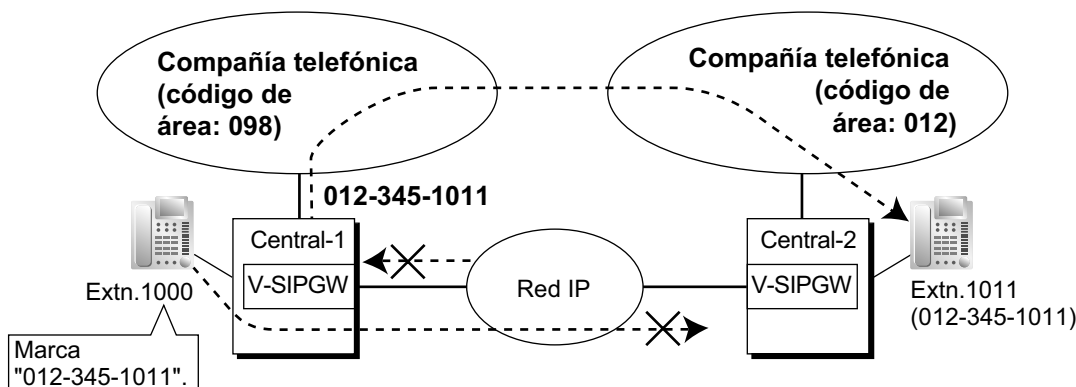 Compañía telefónica
(código de
área: 098)
Compañía telefónica
(código de
área: 012)
012-345-1011
Central-1
V-SIPGW
Extn.1000
Marca
"012-345-1011".
Red IP
Central-2
V-SIPGW
Extn.1011
(012-345-1011)